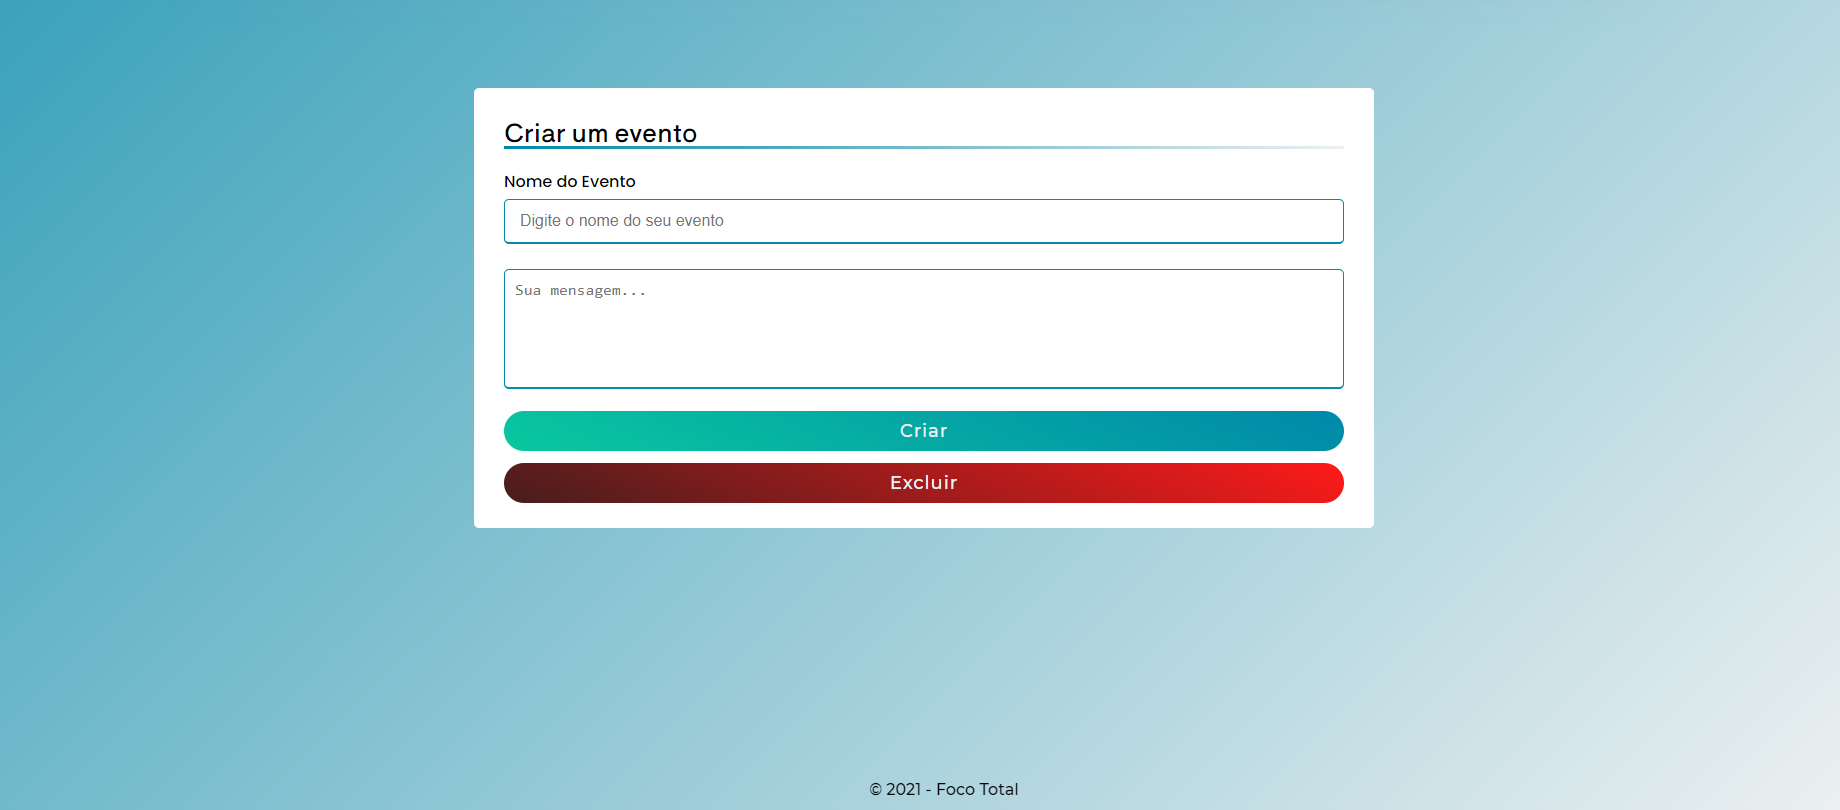 Criar um evento
Nome do Evento
Digite o nome do seu evento
Sua mensagem...
Criar
Excluir
© 2021 - Foco Total